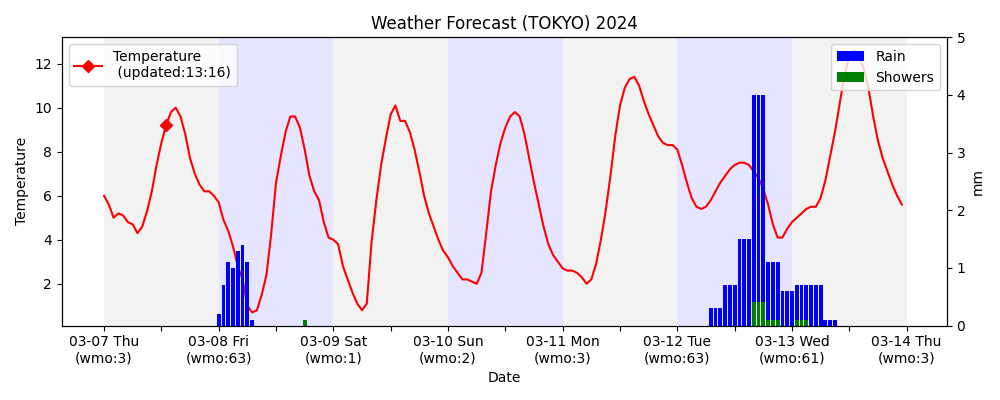 Weather Forecast (TOKYO) 2024
Temperature
(updated:13:16)
Rain
Showers
12
10
8
6
4
2
Temperature
5
4
3
2
1
0
mm
03-07 Thu
(wmo:3)
03-08 Fri
(wmo:63)
03-09 Sat
(wmo:1)
03-10 Sun
(wmo:2)
03-11 Mon
(wmo:3)
03-12 Tue
(wmo:63)
03-13 Wed
(wmo:61)
03-14 Thu
(wmo:3)
Date